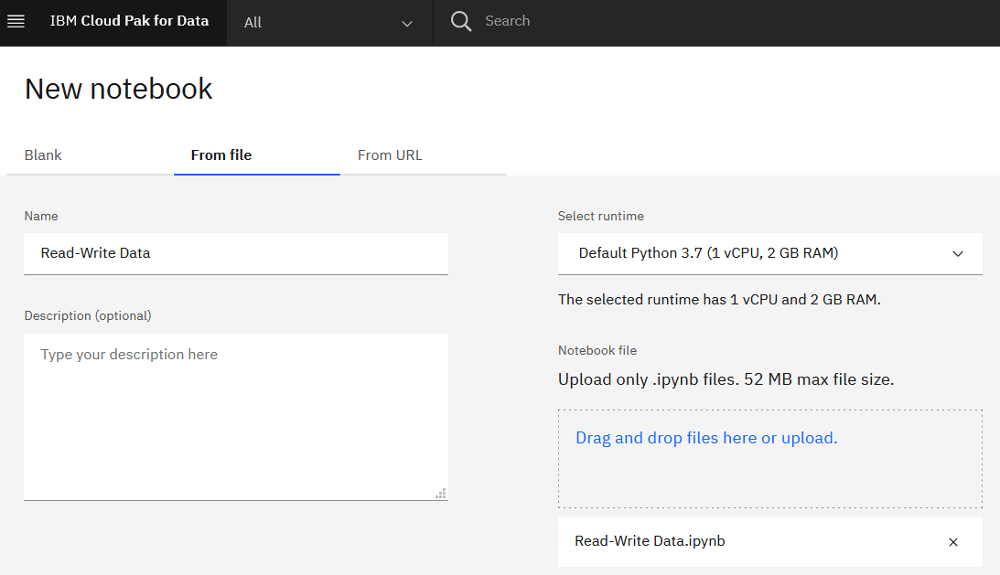 IBM Cloud Pak for Data
All
Search
New notebook
Blank
From file
From URL
Name
Read-Write Data
Description (optional)
Type your description here
Select runtime
Default Python 3.7 (1 vCPU, 2 GB RAM)
The selected runtime has 1 vCPU and 2 GB RAM.
Notebook file
Upload only .ipynb files. 52 MB max file size.
Drag and drop files here or upload.
Read-Write Data.ipynb